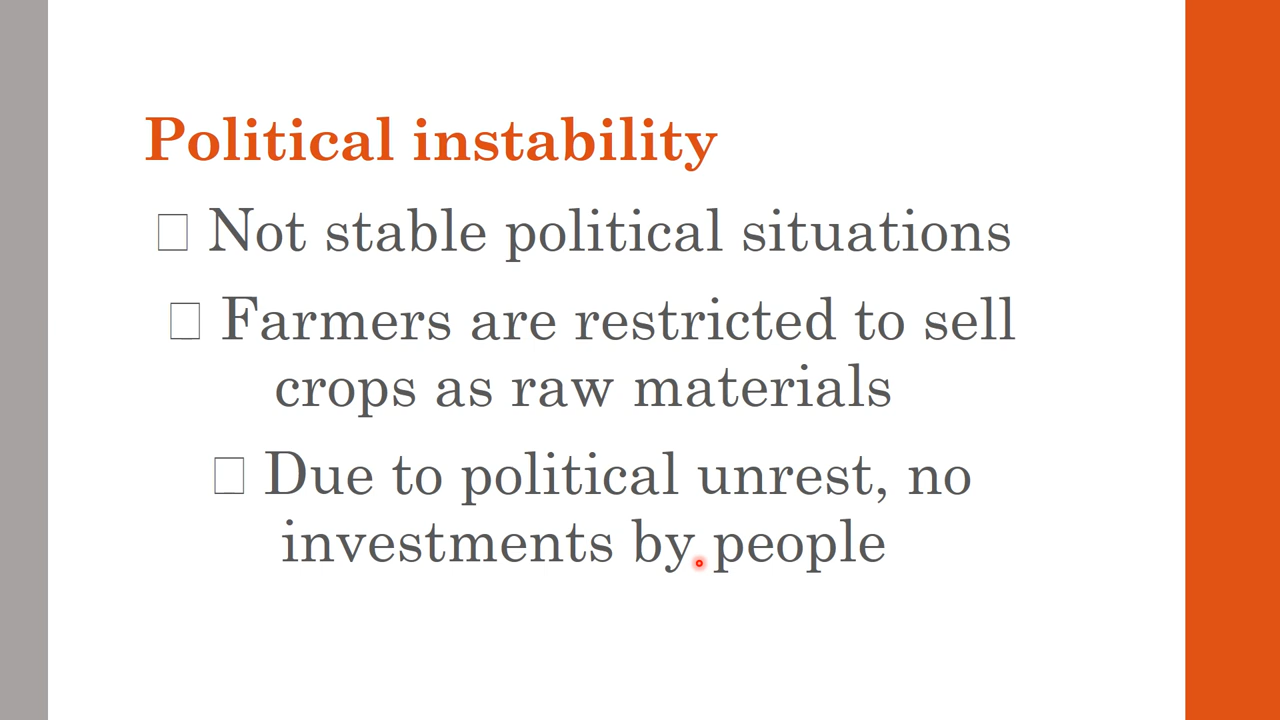 Political instability
□ Not stable political situations
□ Farmers are restricted to sell
crops as raw materials
□ Due to political unrest, no
investments by people